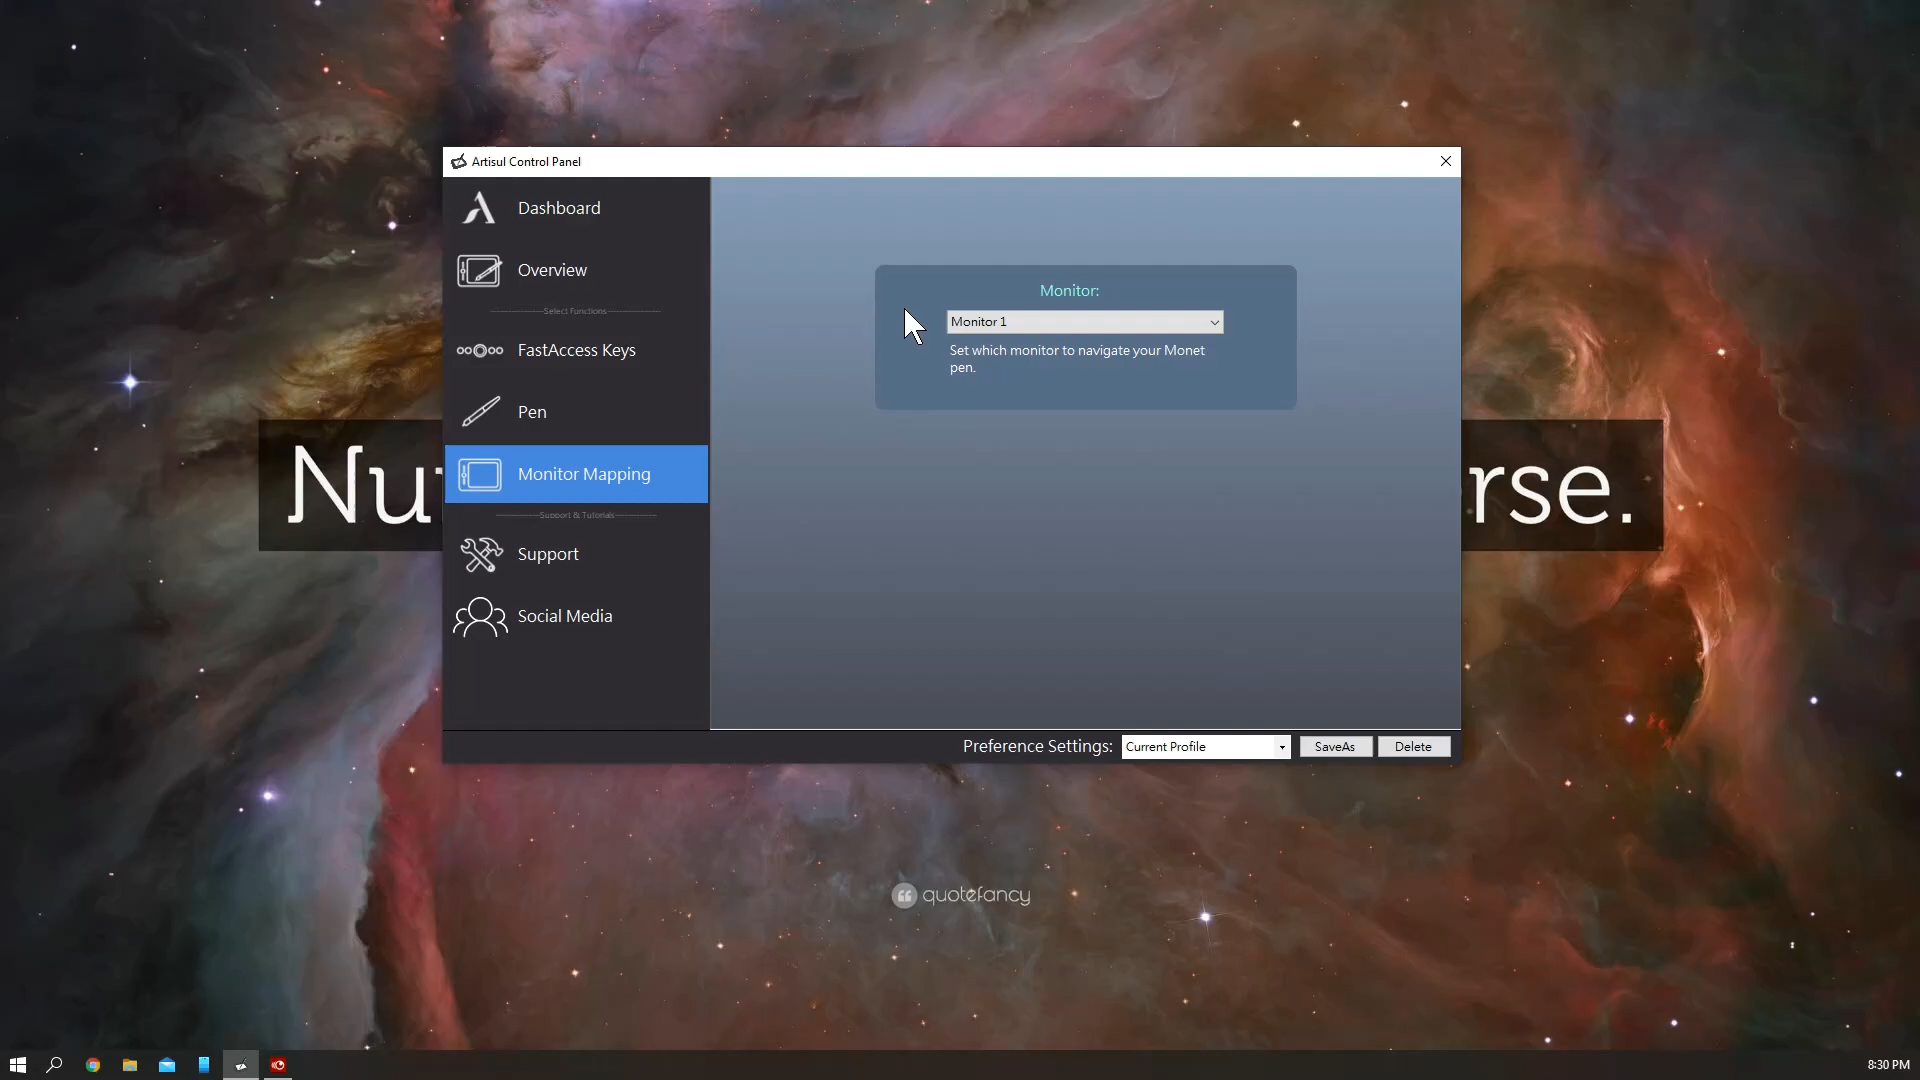 Artisul Control Panel
Dashboard
Overview
Select Functions
FastAccess Keys
Pen
Monitor Mapping
Support & Tutorials
Support
Social Media
Monitor:
Monitor 1
Set which monitor to navigate your Monet
pen.
Preference Settings:
Current Profile
SaveAs
Delete
Nu
rse.
quotefancy
8:30 PM